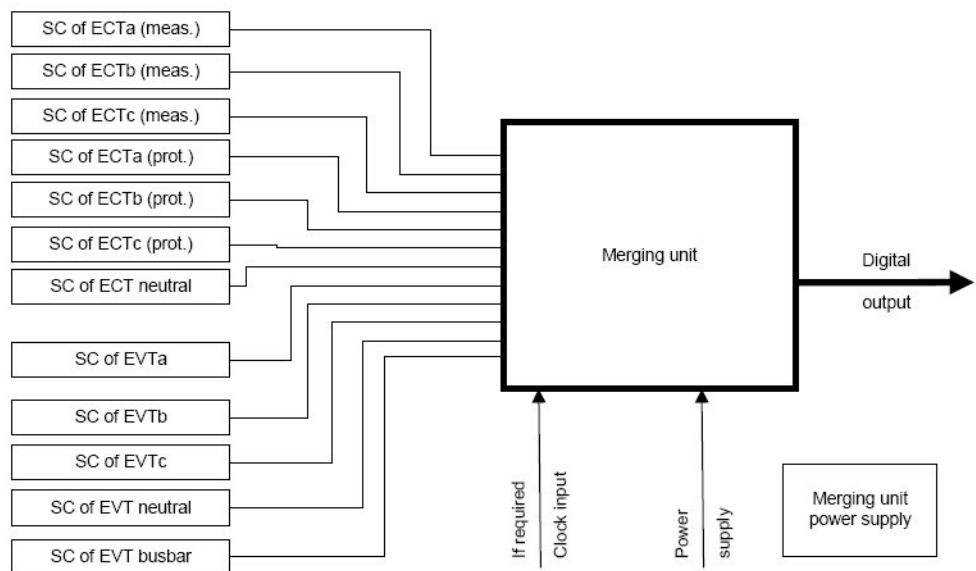 SC of ECTa (meas.)
SC of ECTb (meas.)
SC of ECTc (meas.)
SC of ECTa (prot.)
SC of ECTb (prot.)
SC of ECTc (prot.)
SC of ECT neutral
SC of EVTa
SC of EVTb
SC of EVTc
SC of EVT neutral
SC of EVT busbar
Merging unit
Digital
output
If required
Clock input
Power
supply
Merging unit
power supply